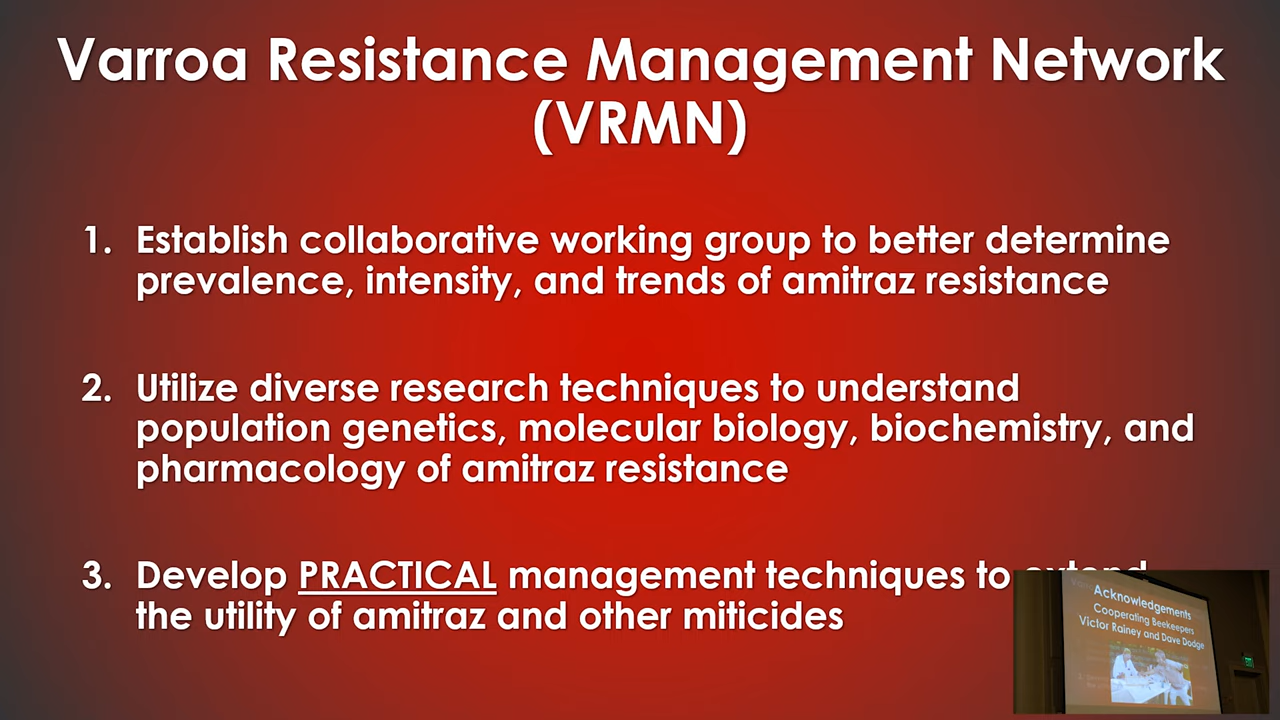 Varroa Resistance Management Network
(VRMN)
1. Establish collaborative working group to better determine
prevalence, intensity, and trends of amitraz resistance
2. Utilize diverse research techniques to understand
population genetics, molecular biology, biochemistry, and
pharmacology of amitraz resistance
3. Develop PRACTICAL management techniques to extend
the utility of amitraz and other miticides
Acknowledgements
Cooperating Beekeepers
Victor Rainey and Dave Dodge